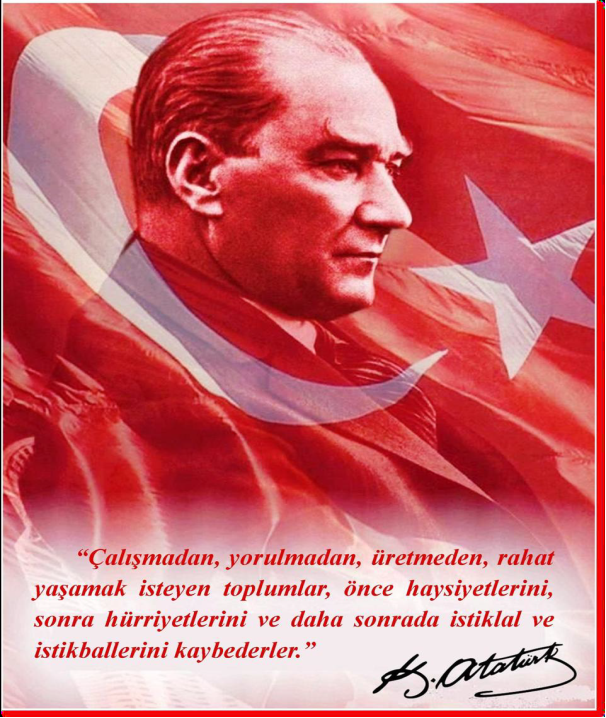 “Çalışmadan, yorulmadan, üretmeden, rahat
yaşamak isteyen toplumlar, önce haysiyetlerini,
sonra hürriyetlerini ve daha sonrada istiklal ve
istikballerini kaybederler.”
K. Atatürk